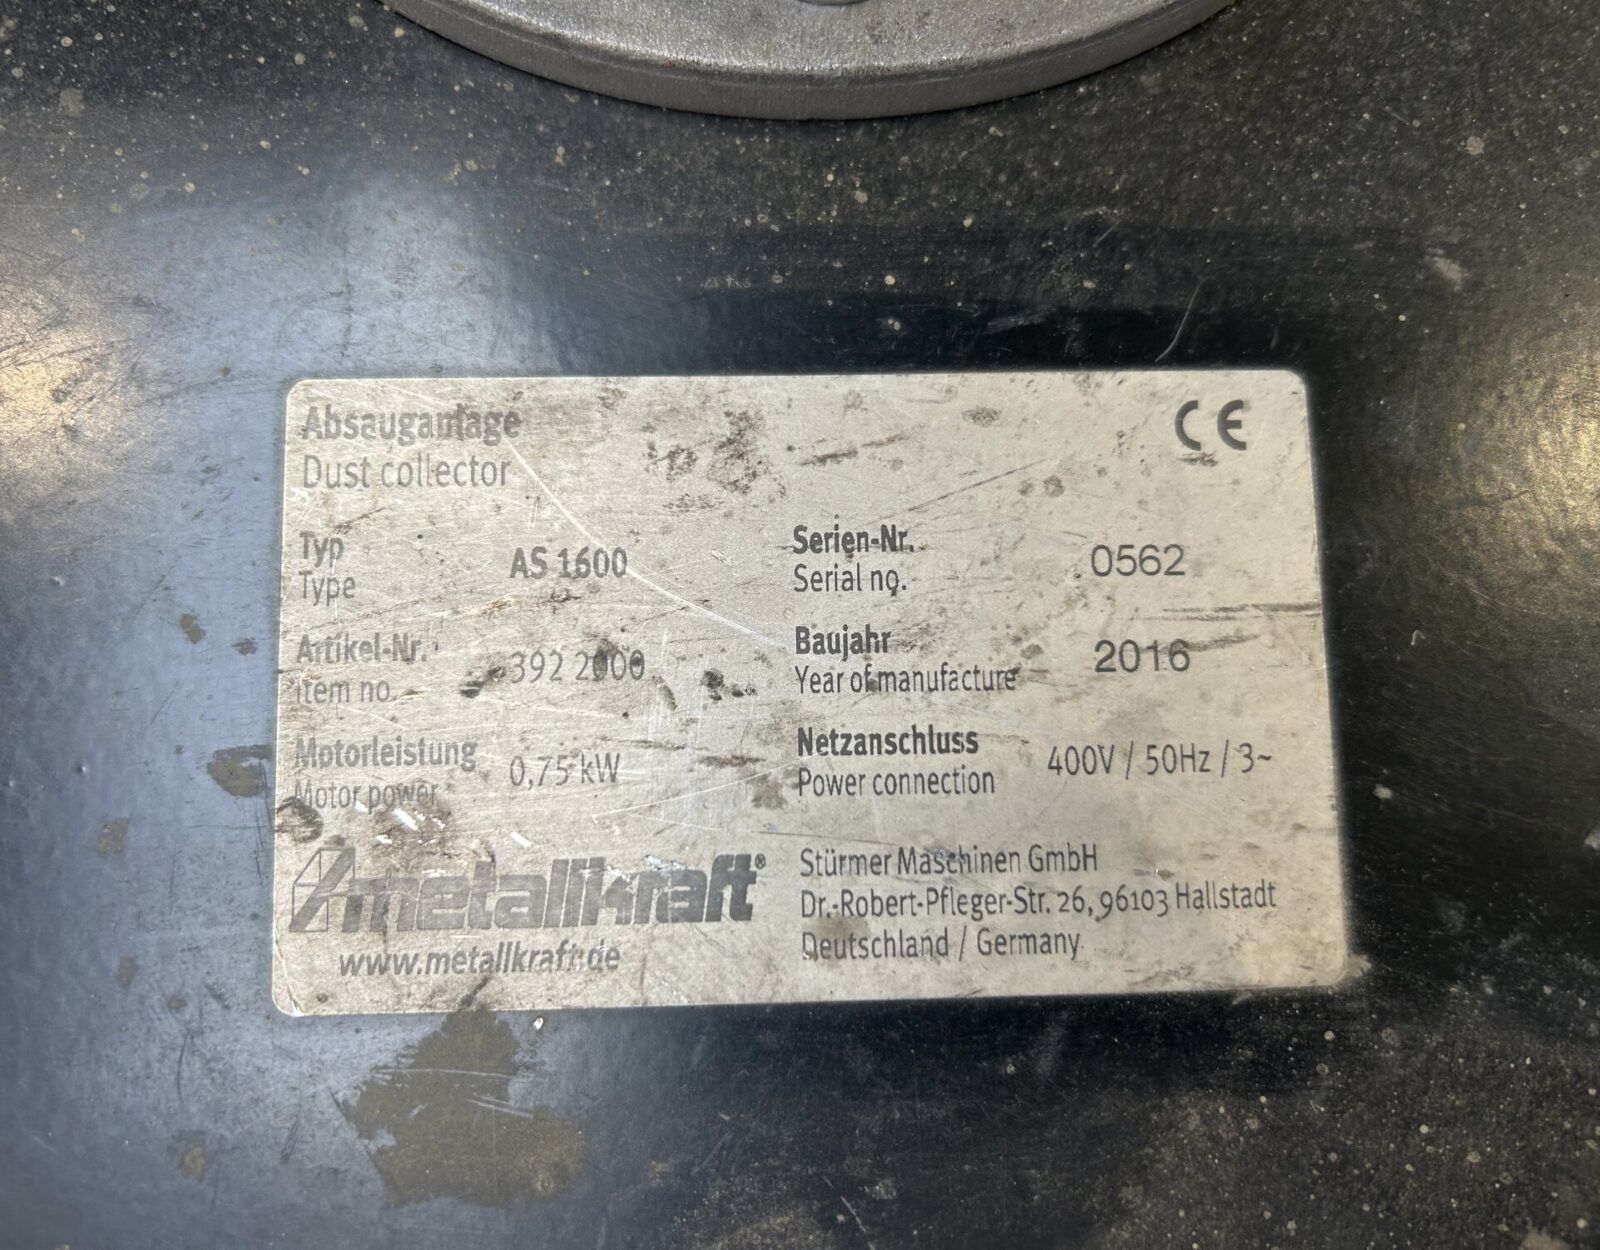 Absauganlage
Dust collector
CE
Typ
Type
AS 1600
Serien-Nr.
Serial no.
0562
Artikel-Nr.
Item no.
392 2000
Baujahr
Year of manufacture
2016
Motorleistung
Motor power
0,75 kW
Netzanschluss
Power connection
400V / 50Hz / 3~
metallkraft®
www.metallkraft.de
Stürmer Maschinen GmbH
Dr.-Robert-Pfleger-Str. 26, 96103 Hallstadt
Deutschland / Germany